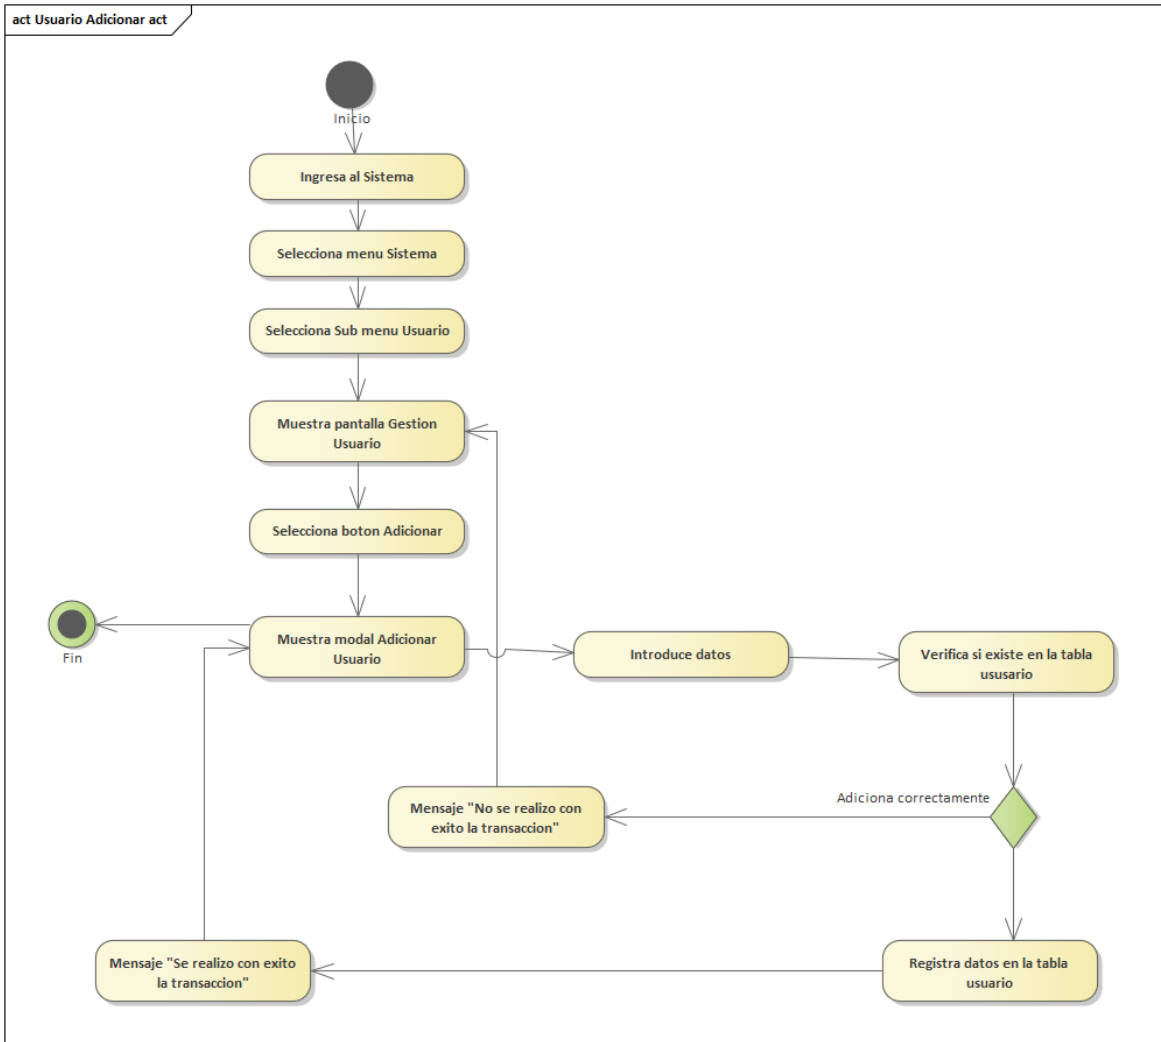 act Usuario Adicionar act
Inicio
Ingresa al Sistema
Selecciona menu Sistema
Selecciona Sub menu Usuario
Muestra pantalla Gestion
Usuario
Selecciona boton Adicionar
Fin
Muestra modal Adicionar
Usuario
Introduce datos
Verifica si existe en la tabla
ususario
Adiciona correctamente
Mensaje "No se realizo con
exito la transaccion"
Mensaje "Se realizo con exito
la transaccion"
Registra datos en la tabla
usuario